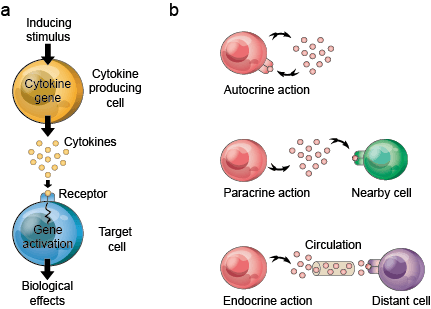 a
Inducing
stimulus
Cytokine
gene
Cytokine
producing
cell
Cytokines
Receptor
Gene
activation
Target
cell
Biological
effects
b
Autocrine action
Paracrine action
Nearby cell
Circulation
Endocrine action
Distant cell